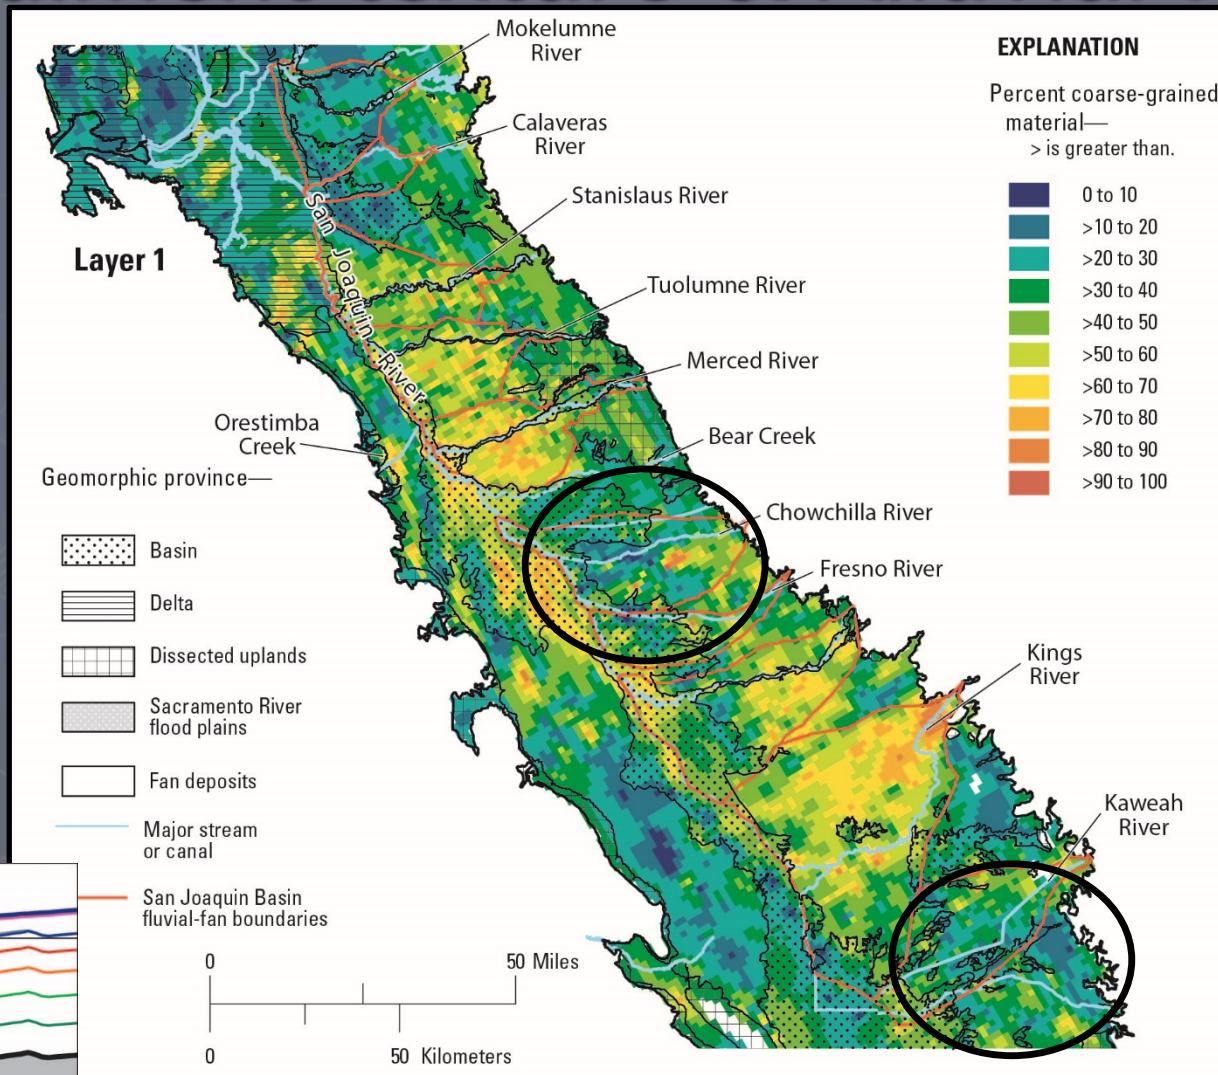 Mokelumne
River
Calaveras
River
Stanislaus River
San Joaquin River
Tuolumne River
Merced River
Layer 1
Orestimba
Creek
Bear Creek
Chowchilla River
Fresno River
Kings
River
Kaweah
River
EXPLANATION
Percent coarse-grained
material—
> is greater than.
0 to 10
>10 to 20
>20 to 30
>30 to 40
>40 to 50
>50 to 60
>60 to 70
>70 to 80
>80 to 90
>90 to 100
Geomorphic province—
Basin
Delta
Dissected uplands
Sacramento River
flood plains
Fan deposits
Major stream
or canal
San Joaquin Basin
fluvial-fan boundaries
0 50 Miles
0 50 Kilometers